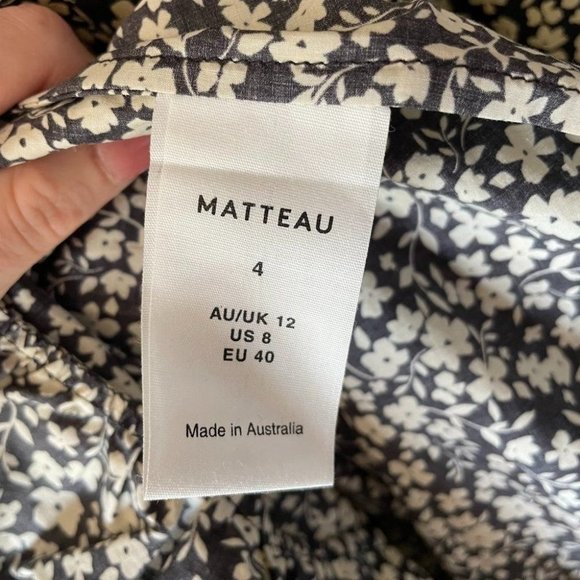 MATTEAU
4
AU/UK 12
US 8
EU 40
Made in Australia